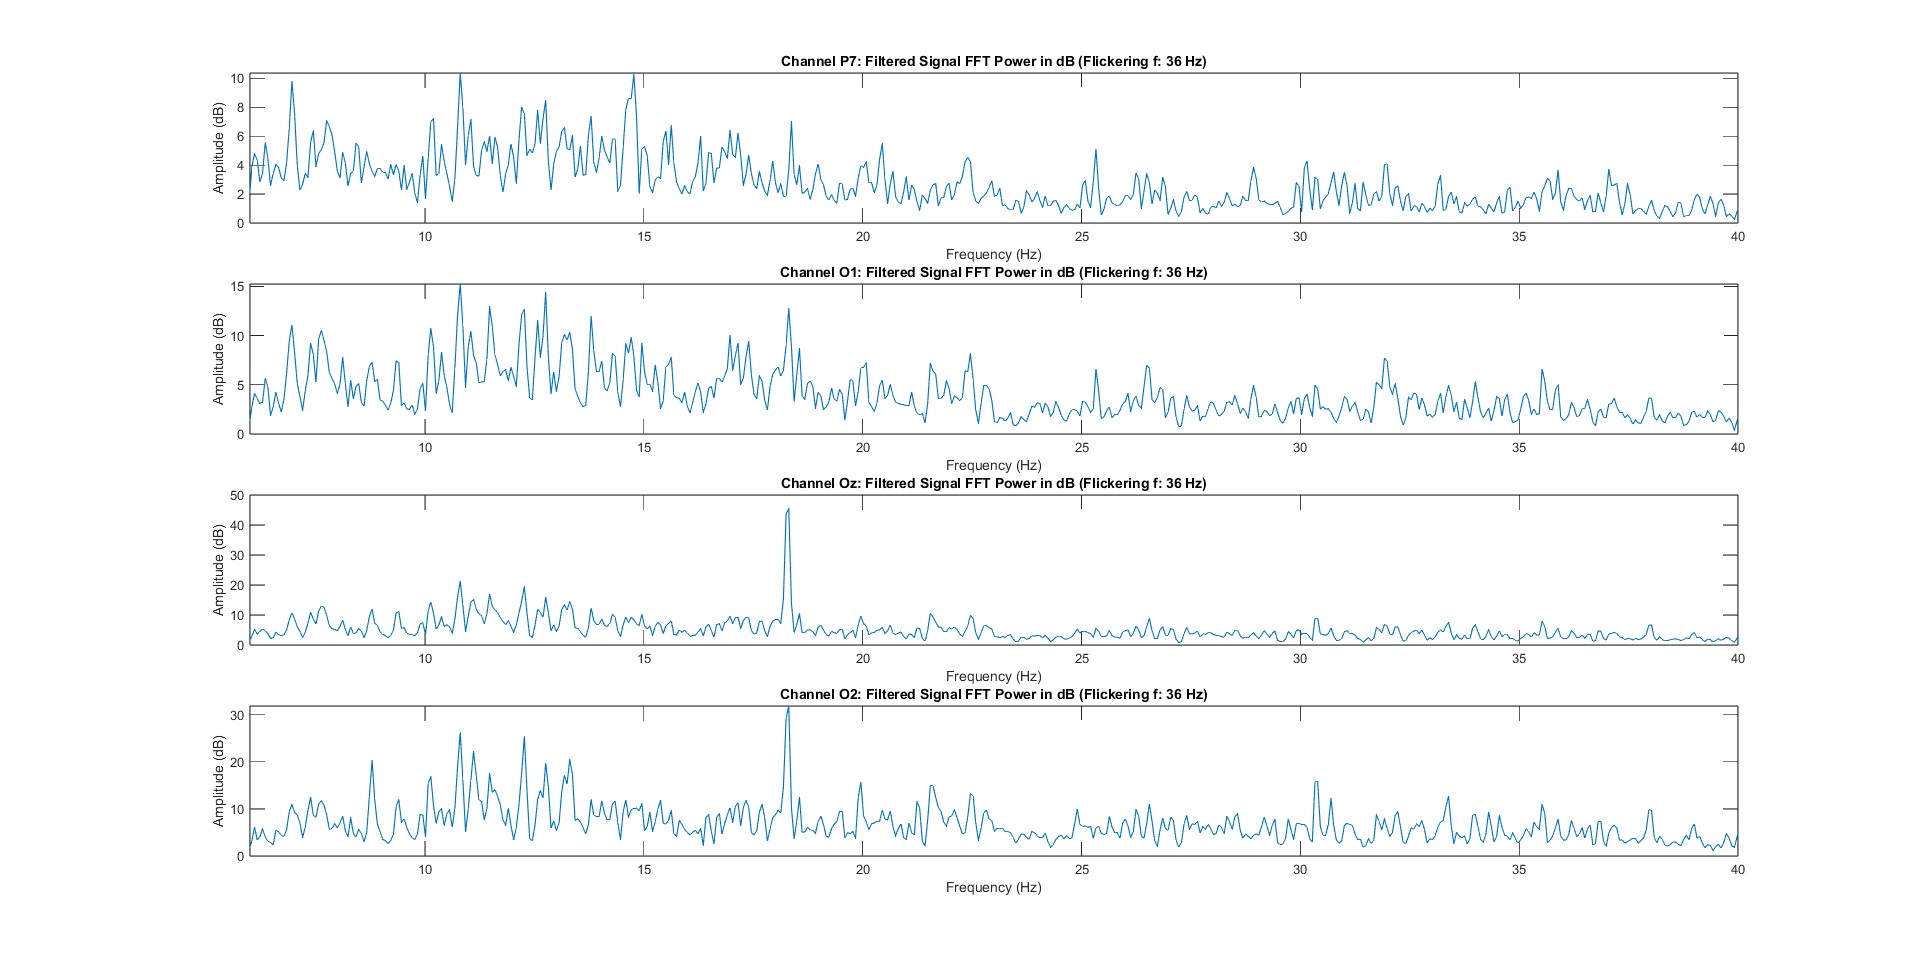 Channel P7: Filtered Signal FFT Power in dB (Flickering f: 36 Hz)
Amplitude (dB)
10
8
6
4
2
0
10 15 20 25 30 35 40
Frequency (Hz)
Channel O1: Filtered Signal FFT Power in dB (Flickering f: 36 Hz)
Amplitude (dB)
15
10
5
0
10 15 20 25 30 35 40
Frequency (Hz)
Channel Oz: Filtered Signal FFT Power in dB (Flickering f: 36 Hz)
Amplitude (dB)
50
40
30
20
10
0
10 15 20 25 30 35 40
Frequency (Hz)
Channel O2: Filtered Signal FFT Power in dB (Flickering f: 36 Hz)
Amplitude (dB)
30
20
10
0
10 15 20 25 30 35 40
Frequency (Hz)